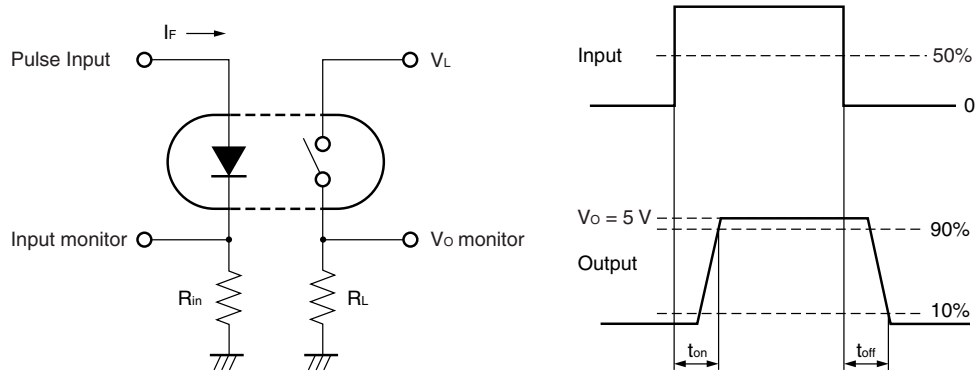 IF
Pulse Input
VL
Input monitor
VO monitor
Rin
RL
Input
50%
0
VO = 5 V
90%
Output
10%
ton
toff